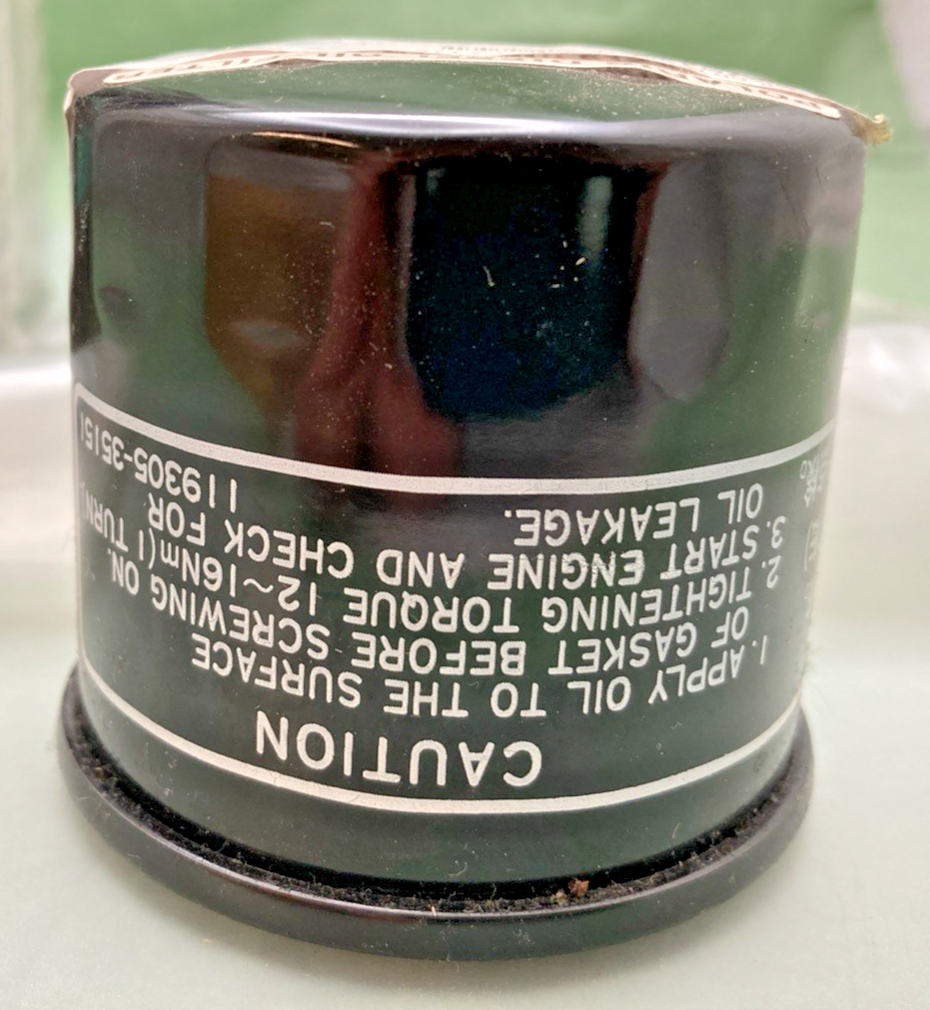 CAUTION
1. APPLY OIL TO THE SURFACE
OF GASKET BEFORE SCREWING ON.
2. TIGHTENING TORQUE 12~16Nm(1 TURN)
3. START ENGINE AND CHECK FOR
OIL LEAKAGE.
119305-35151